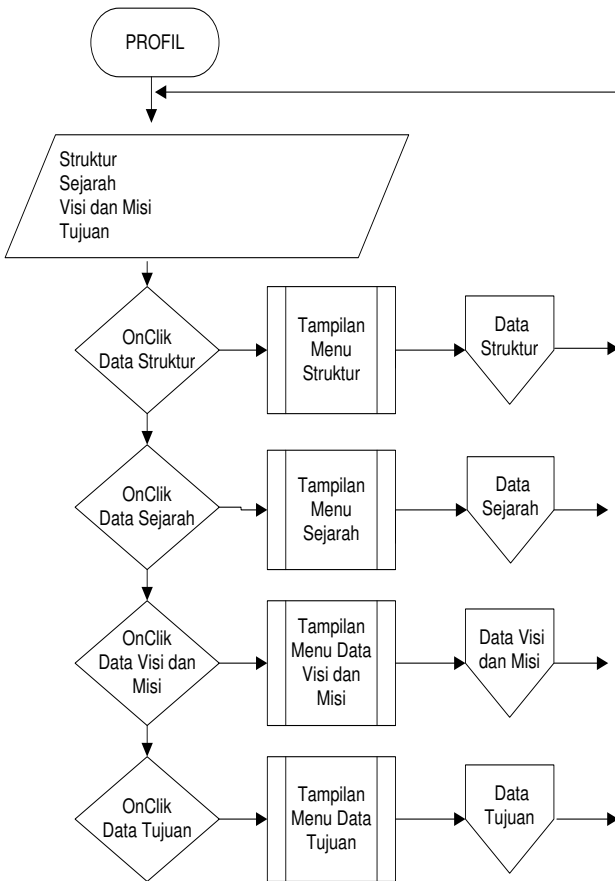 PROFIL
Struktur
Sejarah
Visi dan Misi
Tujuan
OnClik
Data Struktur
Tampilan
Menu
Struktur
Data
Struktur
OnClik
Data Sejarah
Tampilan
Menu
Sejarah
Data
Sejarah
OnClik
Data Visi dan
Misi
Tampilan
Menu Data
Visi dan
Misi
Data Visi
dan Misi
OnClik
Data Tujuan
Tampilan
Menu Data
Tujuan
Data
Tujuan